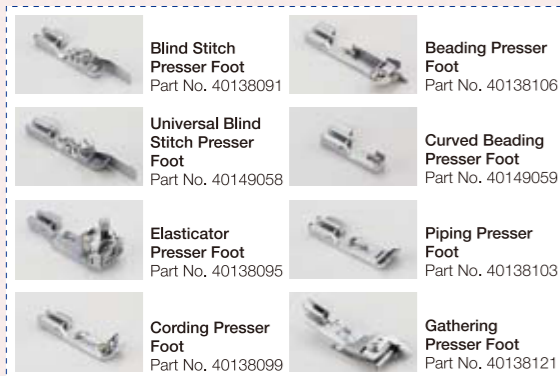 Blind Stitch
Presser Foot
Part No. 40138091
Beading Presser
Foot
Part No. 40138106
Universal Blind
Stitch Presser
Foot
Part No. 40149058
Curved Beading
Presser Foot
Part No. 40149059
Elasticator
Presser Foot
Part No. 40138095
Piping Presser
Foot
Part No. 40138103
Cording Presser
Foot
Part No. 40138099
Gathering
Presser Foot
Part No. 40138121